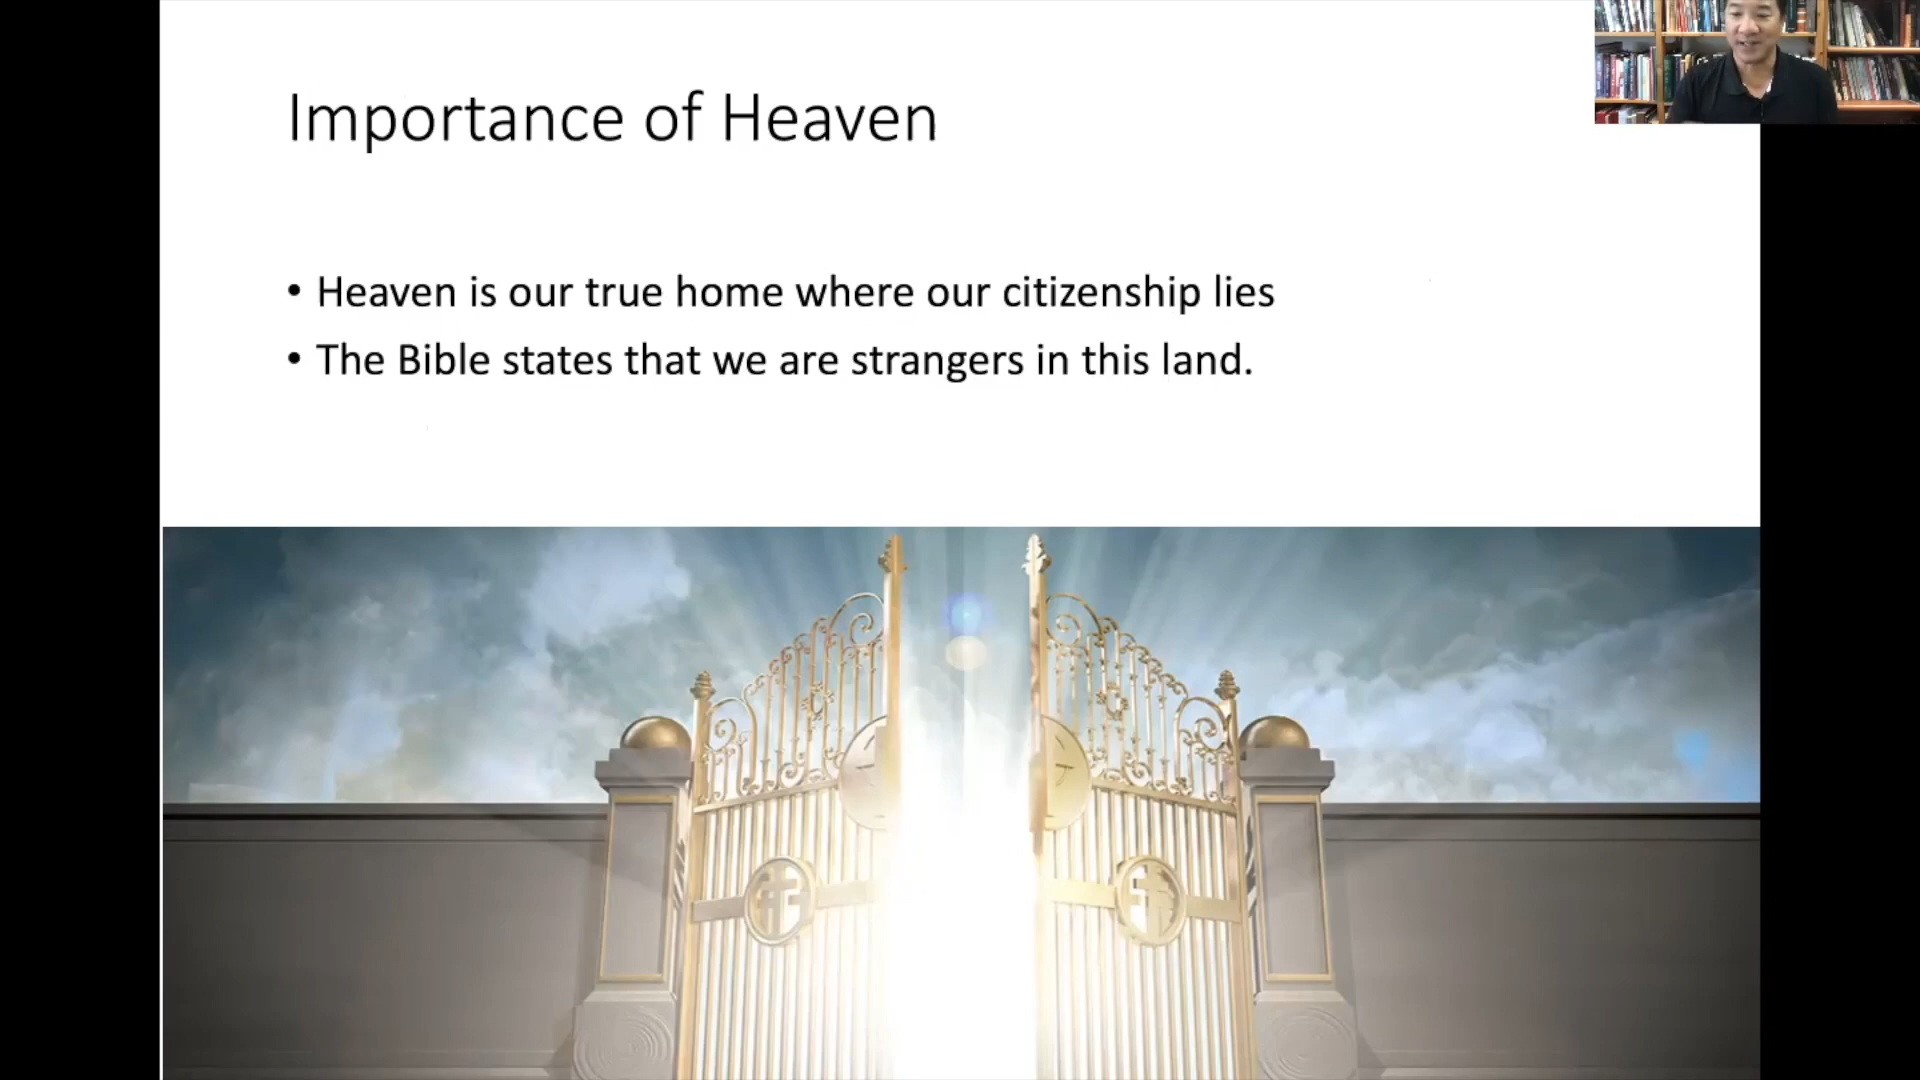 Importance of Heaven
• Heaven is our true home where our citizenship lies
• The Bible states that we are strangers in this land.